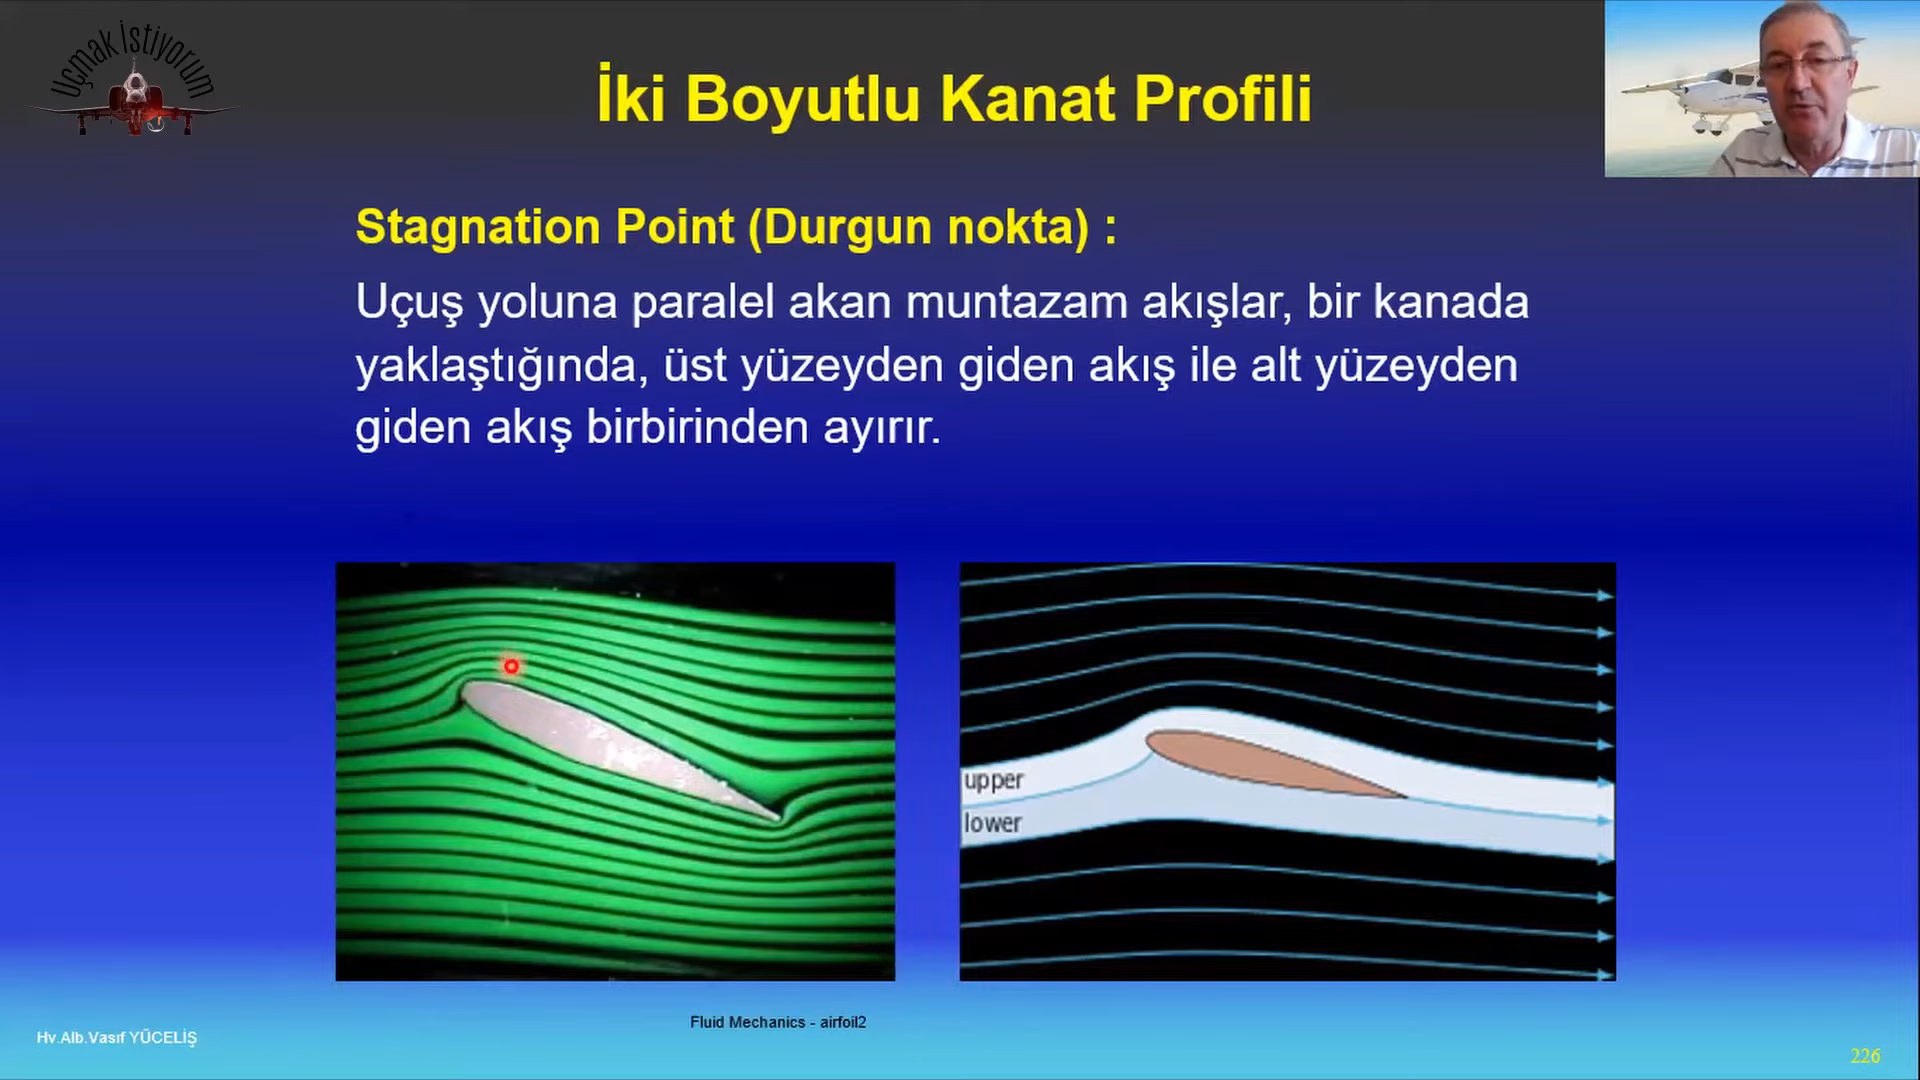 Uçmak İstiyorum
İki Boyutlu Kanat Profili
Stagnation Point (Durgun nokta) :
Uçuş yoluna paralel akan muntazam akışlar, bir kanada
yaklaştığında, üst yüzeyden giden akış ile alt yüzeyden
giden akış birbirinden ayırır.
upper
lower
Fluid Mechanics - airfoil2
Hv.Alb.Vasıf YÜCELİŞ
226